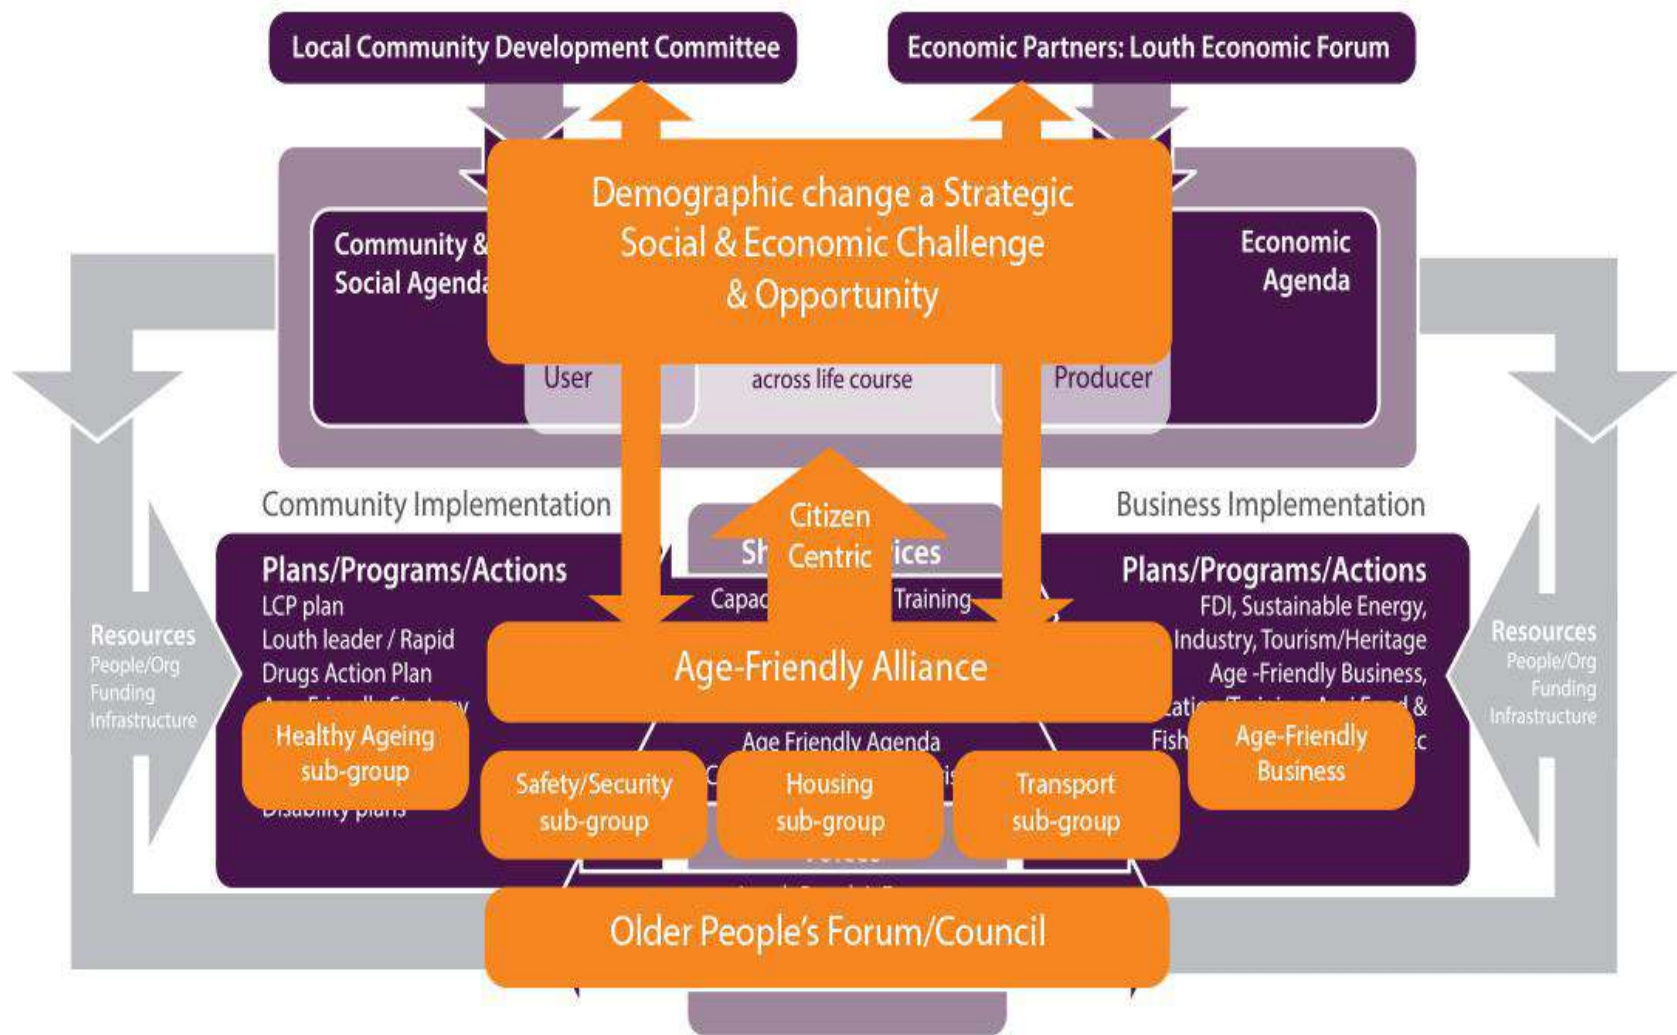 Local Community Development Committee
Economic Partners: Louth Economic Forum
Demographic change a Strategic
Social & Economic Challenge
& Opportunity
Community &
Social Agenda
Economic
Agenda
User
across life course
Producer
Community Implementation
Business Implementation
Citizen
Centric
Plans/Programs/Actions
LCP plan
Louth leader / Rapid
Drugs Action Plan
Training
Plans/Programs/Actions
FDI, Sustainable Energy,
Industry, Tourism/Heritage
Age -Friendly Business,
&
Resources
People/Org
Funding
Infrastructure
Resources
People/Org
Funding
Infrastructure
Age-Friendly Alliance
Age Friendly Agenda
Healthy Ageing
sub-group
Safety/Security
sub-group
Housing
sub-group
Transport
sub-group
Age-Friendly
Business
Disability plans
Older People's Forum/Council